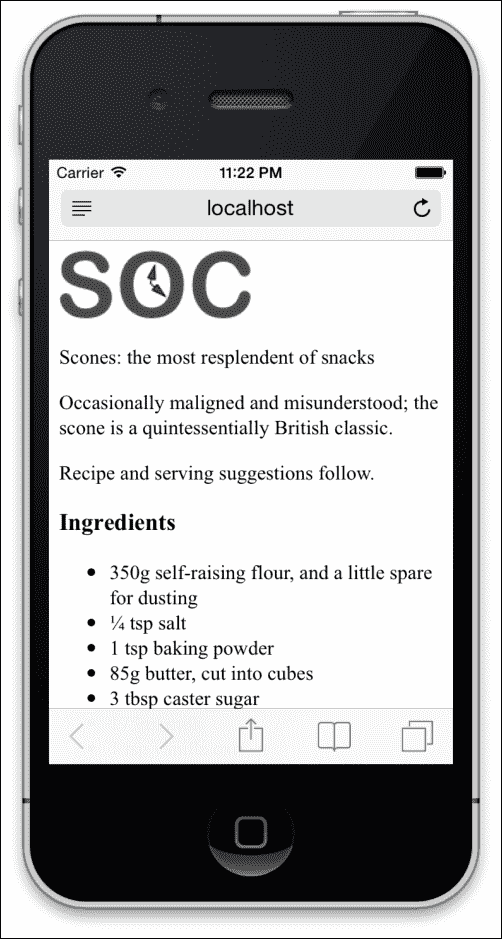 Carrier 11:22 PM
localhost
SOC
Scones: the most resplendent of snacks
Occasionally maligned and misunderstood; the
scone is a quintessentially British classic.
Recipe and serving suggestions follow.
Ingredients
• 350g self-raising flour, and a little spare
for dusting
• ¼ tsp salt
• 1 tsp baking powder
• 85g butter, cut into cubes
• 3 tbsp caster sugar